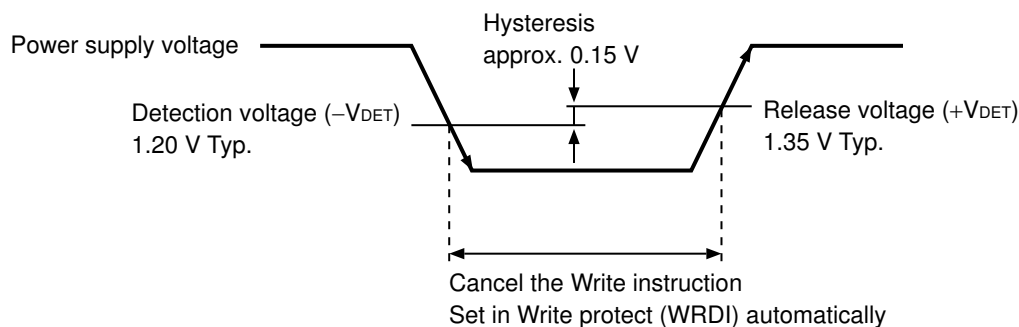 Hysteresis
approx. 0.15 V
Power supply voltage
Detection voltage (−VDET)
1.20 V Typ.
Release voltage (+VDET)
1.35 V Typ.
Cancel the Write instruction
Set in Write protect (WRDI) automatically